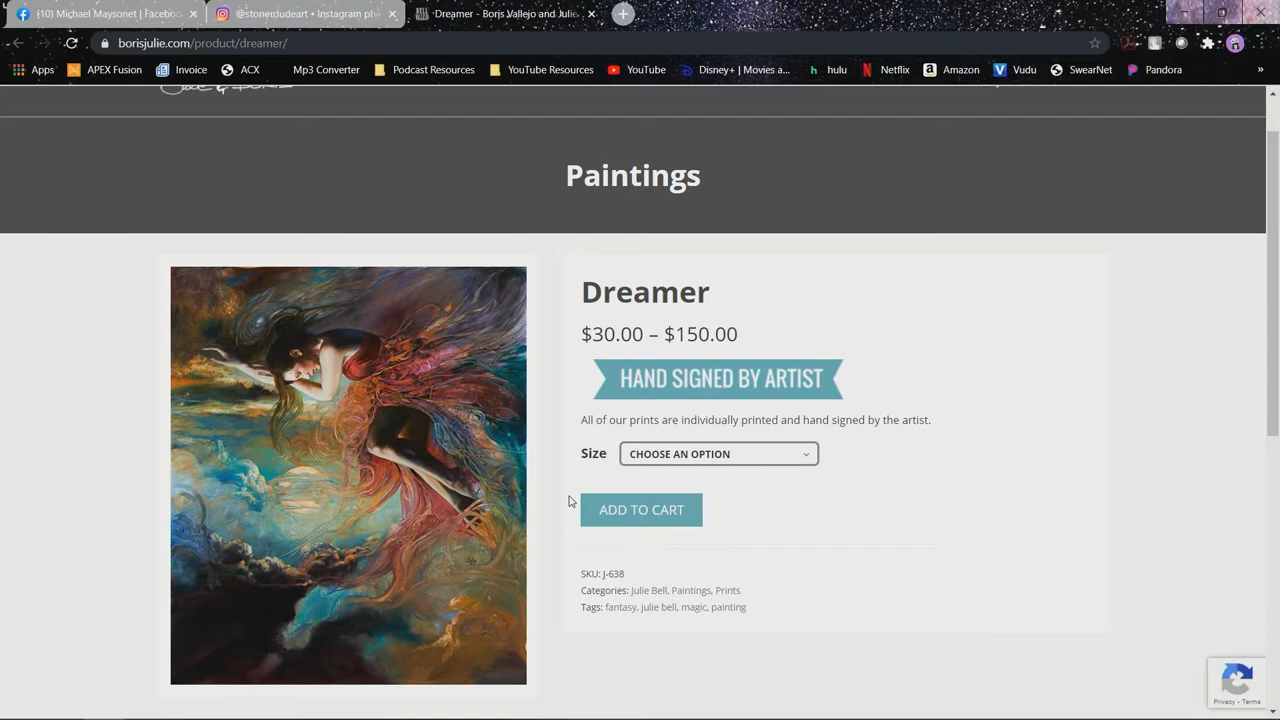 (10) Michael Maysonet | Facebook
@stonerdudeart • Instagram ph
Dreamer - Boris Vallejo and Julie
borisjulie.com/product/dreamer/
Apps APEX Fusion Invoice ACX Mp3 Converter Podcast Resources YouTube Resources YouTube Disney+ | Movies a... hulu Netflix Amazon Vudu SwearNet Pandora »
Paintings
Dreamer
$30.00 – $150.00
HAND SIGNED BY ARTIST
All of our prints are individually printed and hand signed by the artist.
Size CHOOSE AN OPTION
ADD TO CART
SKU: J-638
Categories: Julie Bell, Paintings, Prints
Tags: fantasy, julie bell, magic, painting
Privacy - Terms